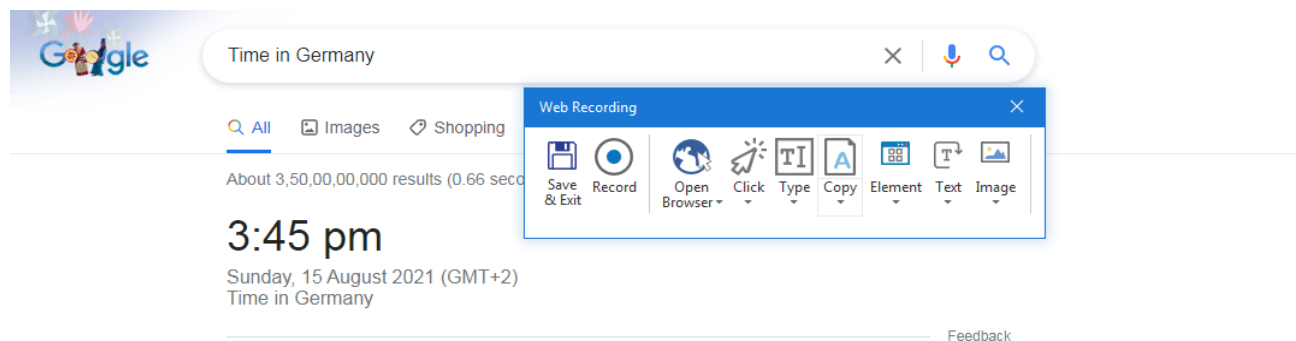 Google
Time in Germany
All Images Shopping
About 3,50,00,00,000 results (0.66 seco
3:45 pm
Sunday, 15 August 2021 (GMT+2)
Time in Germany
Feedback
Web Recording
Save & Exit
Record
Open Browser
Click
Type
Copy
Element
Text
Image